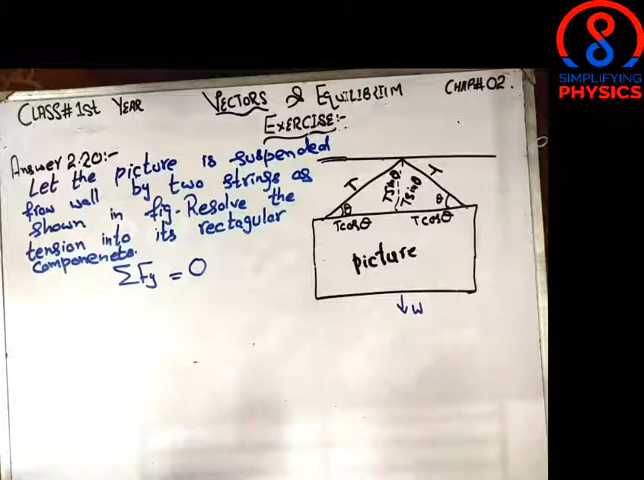 SIMPLIFYING
PHYSICS
CLASS#1st YEAR VECTORS & EQUILIBRIUM CHAP#02.
EXERCISE:-
Answer 2.20:-
Let the picture is suspended
from wall by two strings as
shown in fig. Resolve the
tension into its rectagular
componenets.
ΣFy = 0
T T
Tsinθ Tsinθ
θ θ
Tcosθ Tcosθ
picture
W